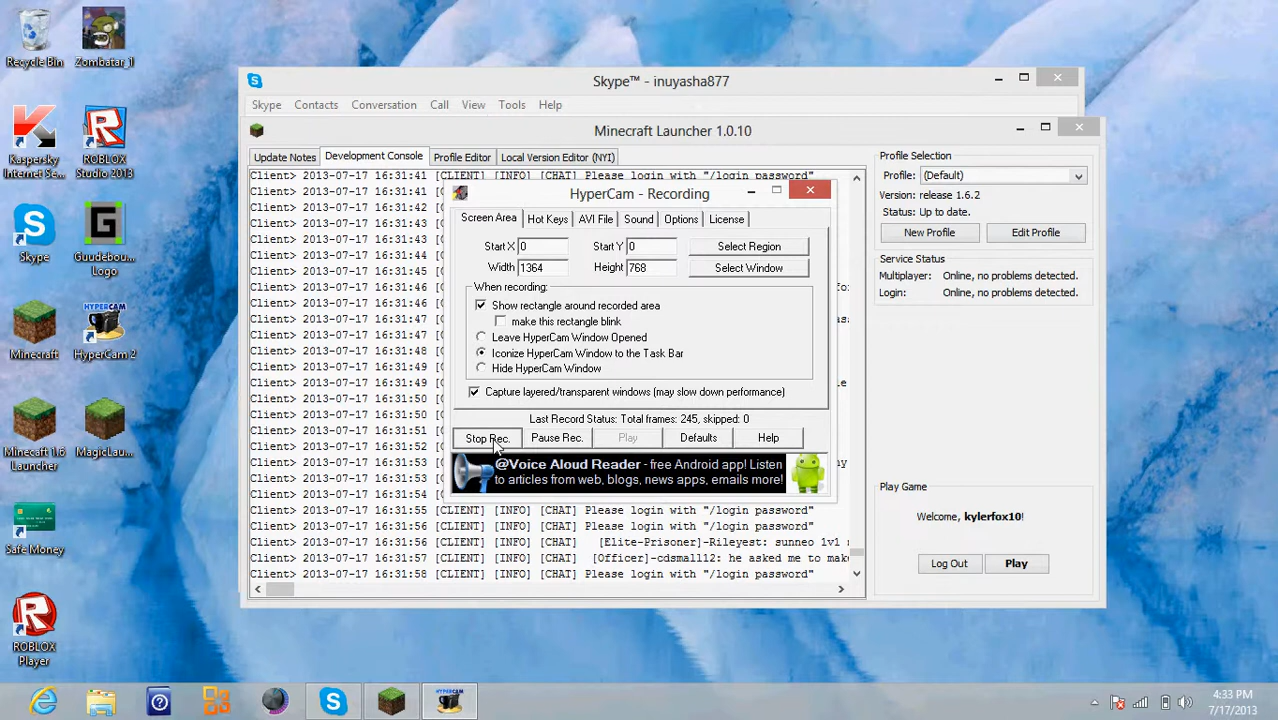 Recycle Bin
Zombatar_1
Kaspersky
Internet Se...
ROBLOX
Studio 2013
Skype
Guudebou...
Logo
Minecraft
HYPERCAM
HyperCam 2
Minecraft 1.6
Launcher
MagicLau...
Safe Money
ROBLOX
Player
Skype™ - inuyasha877
Skype Contacts Conversation Call View Tools Help
Minecraft Launcher 1.0.10
Update Notes Development Console Profile Editor Local Version Editor (NYI)
Client> 2013-07-17 16:31:41 [CLIENT] [INFO] [CHAT] Please login with "/login password"
Client> 2013-07-17 16:31:41
Client> 2013-07-17 16:31:42
Client> 2013-07-17 16:31:43
Client> 2013-07-17 16:31:43
Client> 2013-07-17 16:31:44
Client> 2013-07-17 16:31:45
Client> 2013-07-17 16:31:46
Client> 2013-07-17 16:31:47
Client> 2013-07-17 16:31:47
Client> 2013-07-17 16:31:47
Client> 2013-07-17 16:31:48
Client> 2013-07-17 16:31:49
Client> 2013-07-17 16:31:49
Client> 2013-07-17 16:31:50
Client> 2013-07-17 16:31:50
Client> 2013-07-17 16:31:51
Client> 2013-07-17 16:31:52
Client> 2013-07-17 16:31:53
Client> 2013-07-17 16:31:53
Client> 2013-07-17 16:31:54
Client> 2013-07-17 16:31:55 [CLIENT] [INFO] [CHAT] Please login with "/login password"
Client> 2013-07-17 16:31:56 [CLIENT] [INFO] [CHAT] Please login with "/login password"
Client> 2013-07-17 16:31:56 [CLIENT] [INFO] [CHAT] [Elite-Prisoner]-Rileyest: sunneo 1v1
Client> 2013-07-17 16:31:57 [CLIENT] [INFO] [CHAT] [Officer]-cdsmall12: he asked me to mak
Client> 2013-07-17 16:31:58 [CLIENT] [INFO] [CHAT] Please login with "/login password"
HyperCam - Recording
Screen Area Hot Keys AVI File Sound Options License
Start X 0 Start Y 0 Select Region
Width 1364 Height 768 Select Window
When recording:
Show rectangle around recorded area
make this rectangle blink
Leave HyperCam Window Opened
Iconize HyperCam Window to the Task Bar
Hide HyperCam Window
Capture layered/transparent windows (may slow down performance)
Last Record Status: Total frames: 245, skipped: 0
Stop Rec. Pause Rec. Play Defaults Help
@Voice Aloud Reader - free Android app! Listen
to articles from web, blogs, news apps, emails more!
Profile Selection
Profile: (Default)
Version: release 1.6.2
Status: Up to date.
New Profile Edit Profile
Service Status
Multiplayer: Online, no problems detected.
Login: Online, no problems detected.
Play Game
Welcome, kylerfox10!
Log Out Play
HYPERCAM
4:33 PM
7/17/2013